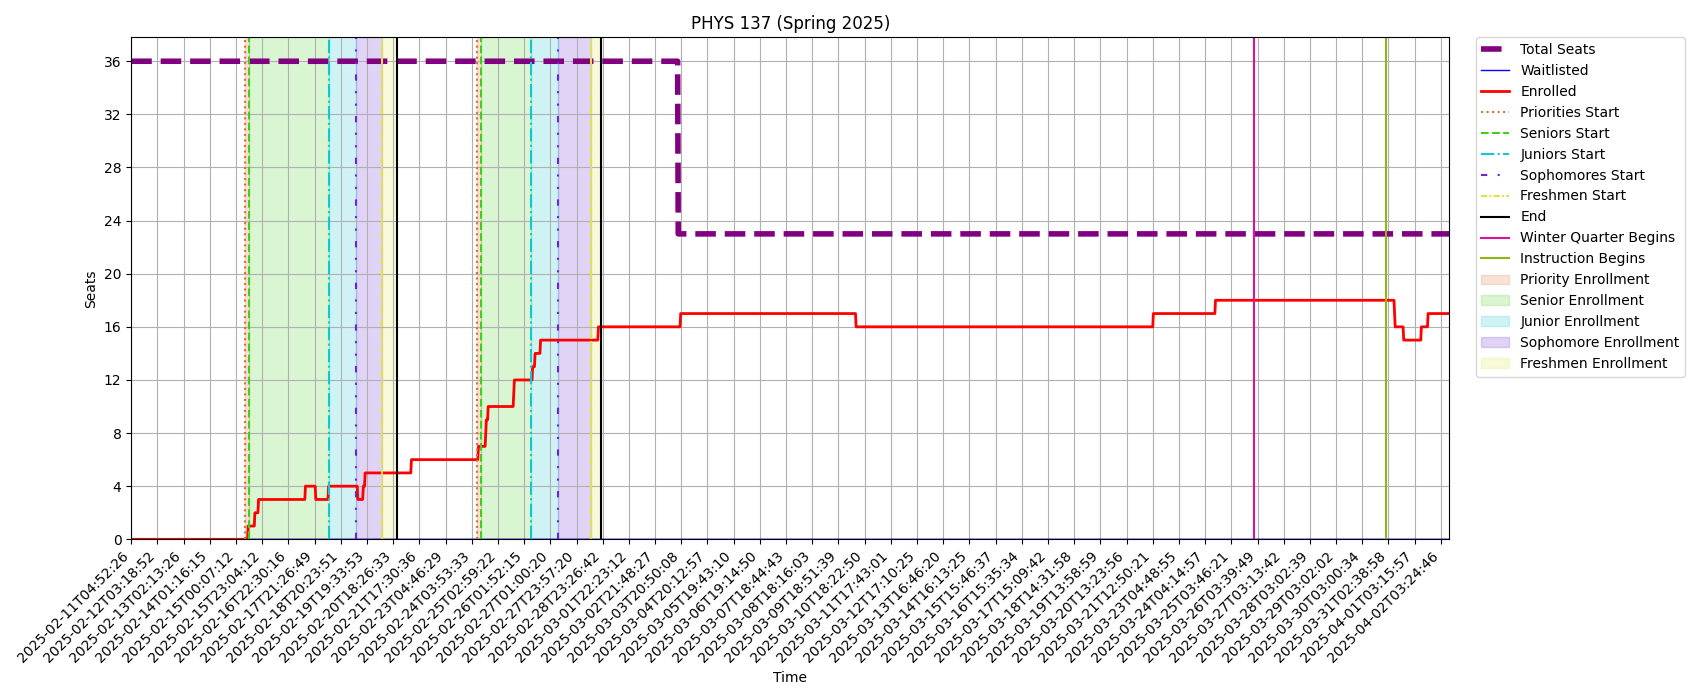 PHYS 137 (Spring 2025)
Seats
36
32
28
24
20
16
12
8
4
0
2025-02-11T04:52:26
2025-02-12T03:18:52
2025-02-13T02:13:26
2025-02-14T01:16:15
2025-02-15T00:07:12
2025-02-15T23:04:12
2025-02-16T22:30:16
2025-02-17T21:26:49
2025-02-18T20:23:51
2025-02-19T19:33:53
2025-02-20T18:26:33
2025-02-21T17:30:36
2025-02-23T04:46:29
2025-02-24T03:53:33
2025-02-25T02:59:22
2025-02-26T01:52:15
2025-02-27T01:00:20
2025-02-27T23:57:20
2025-02-28T23:26:42
2025-03-01T22:23:12
2025-03-02T21:48:27
2025-03-03T20:50:08
2025-03-04T20:12:57
2025-03-05T19:43:10
2025-03-06T19:14:50
2025-03-07T18:44:43
2025-03-08T18:16:03
2025-03-09T18:51:39
2025-03-10T18:22:50
2025-03-11T17:43:01
2025-03-12T17:10:25
2025-03-13T16:46:20
2025-03-14T16:13:25
2025-03-15T15:46:37
2025-03-16T15:35:34
2025-03-17T15:09:42
2025-03-18T14:31:58
2025-03-19T13:58:59
2025-03-20T13:23:56
2025-03-21T12:50:21
2025-03-23T04:48:55
2025-03-24T04:14:57
2025-03-25T03:46:21
2025-03-26T03:39:49
2025-03-27T03:13:42
2025-03-28T03:02:39
2025-03-29T03:02:02
2025-03-30T03:00:34
2025-03-31T02:38:58
2025-04-01T03:15:57
2025-04-02T03:24:46
Time
Total Seats
Waitlisted
Enrolled
Priorities Start
Seniors Start
Juniors Start
Sophomores Start
Freshmen Start
End
Winter Quarter Begins
Instruction Begins
Priority Enrollment
Senior Enrollment
Junior Enrollment
Sophomore Enrollment
Freshmen Enrollment